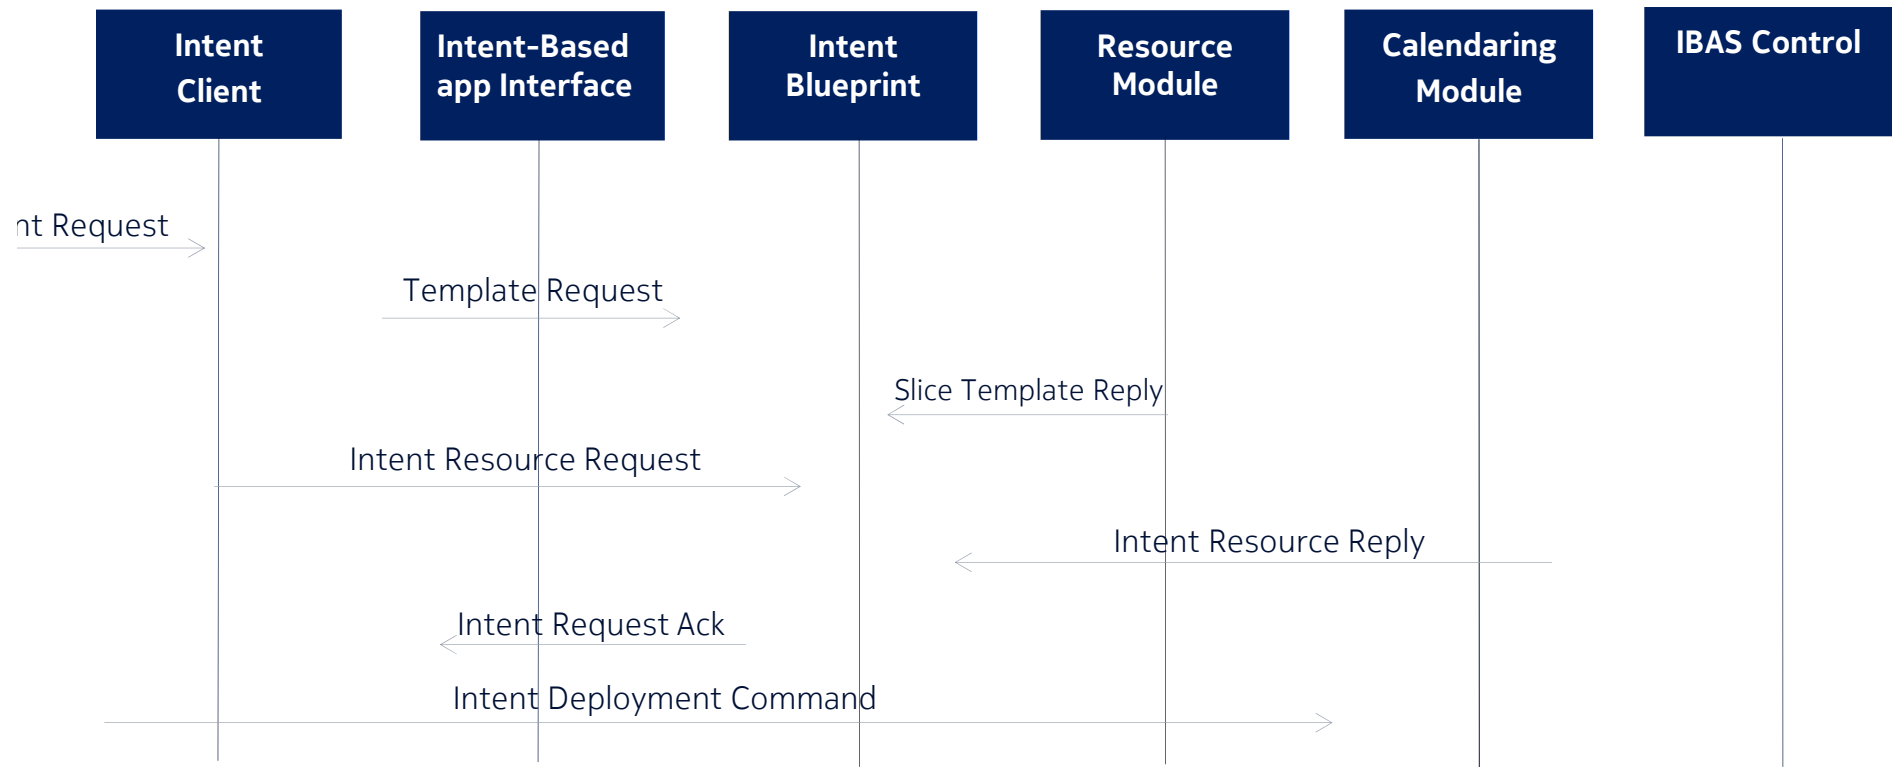 Intent
Client
Intent-Based
app Interface
Intent
Blueprint
Resource
Module
Calendaring
Module
IBAS Control
Request
Template Request
Slice Template Reply
Intent Resource Request
Intent Resource Reply
Intent Request Ack
Intent Deployment Command